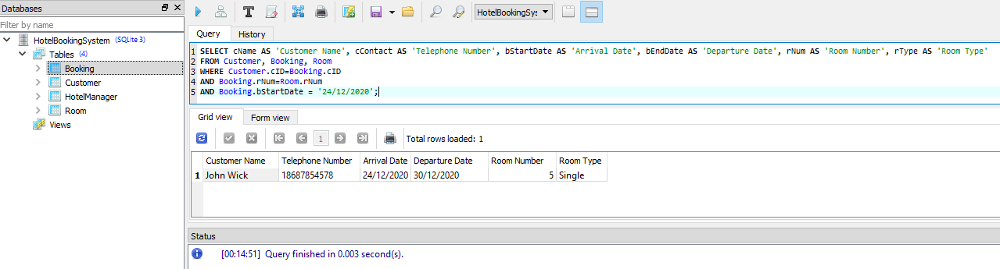 Databases
Filter by name
HotelBookingSystem (SQLite 3)
Tables (4)
Booking
Customer
HotelManager
Room
Views
HotelBookingSys
Query History
1 SELECT cName AS 'Customer Name', cContact AS 'Telephone Number', bStartDate AS 'Arrival Date', bEndDate AS 'Departure Date', rNum AS 'Room Number', rType AS 'Room Type'
2 FROM Customer, Booking, Room
3 WHERE Customer.cID=Booking.cID
4 AND Booking.rNum=Room.rNum
5 AND Booking.bStartDate = '24/12/2020';
Grid view Form view
1 Total rows loaded: 1
Customer Name Telephone Number Arrival Date Departure Date Room Number Room Type
1 John Wick 18687854578 24/12/2020 30/12/2020 5 Single
Status
[00:14:51] Query finished in 0.003 second(s).